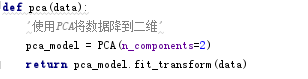 def pca(data):
'使用PCA将数据降到二维'
pca_model = PCA(n_components=2)
return pca_model.fit_transform(data)